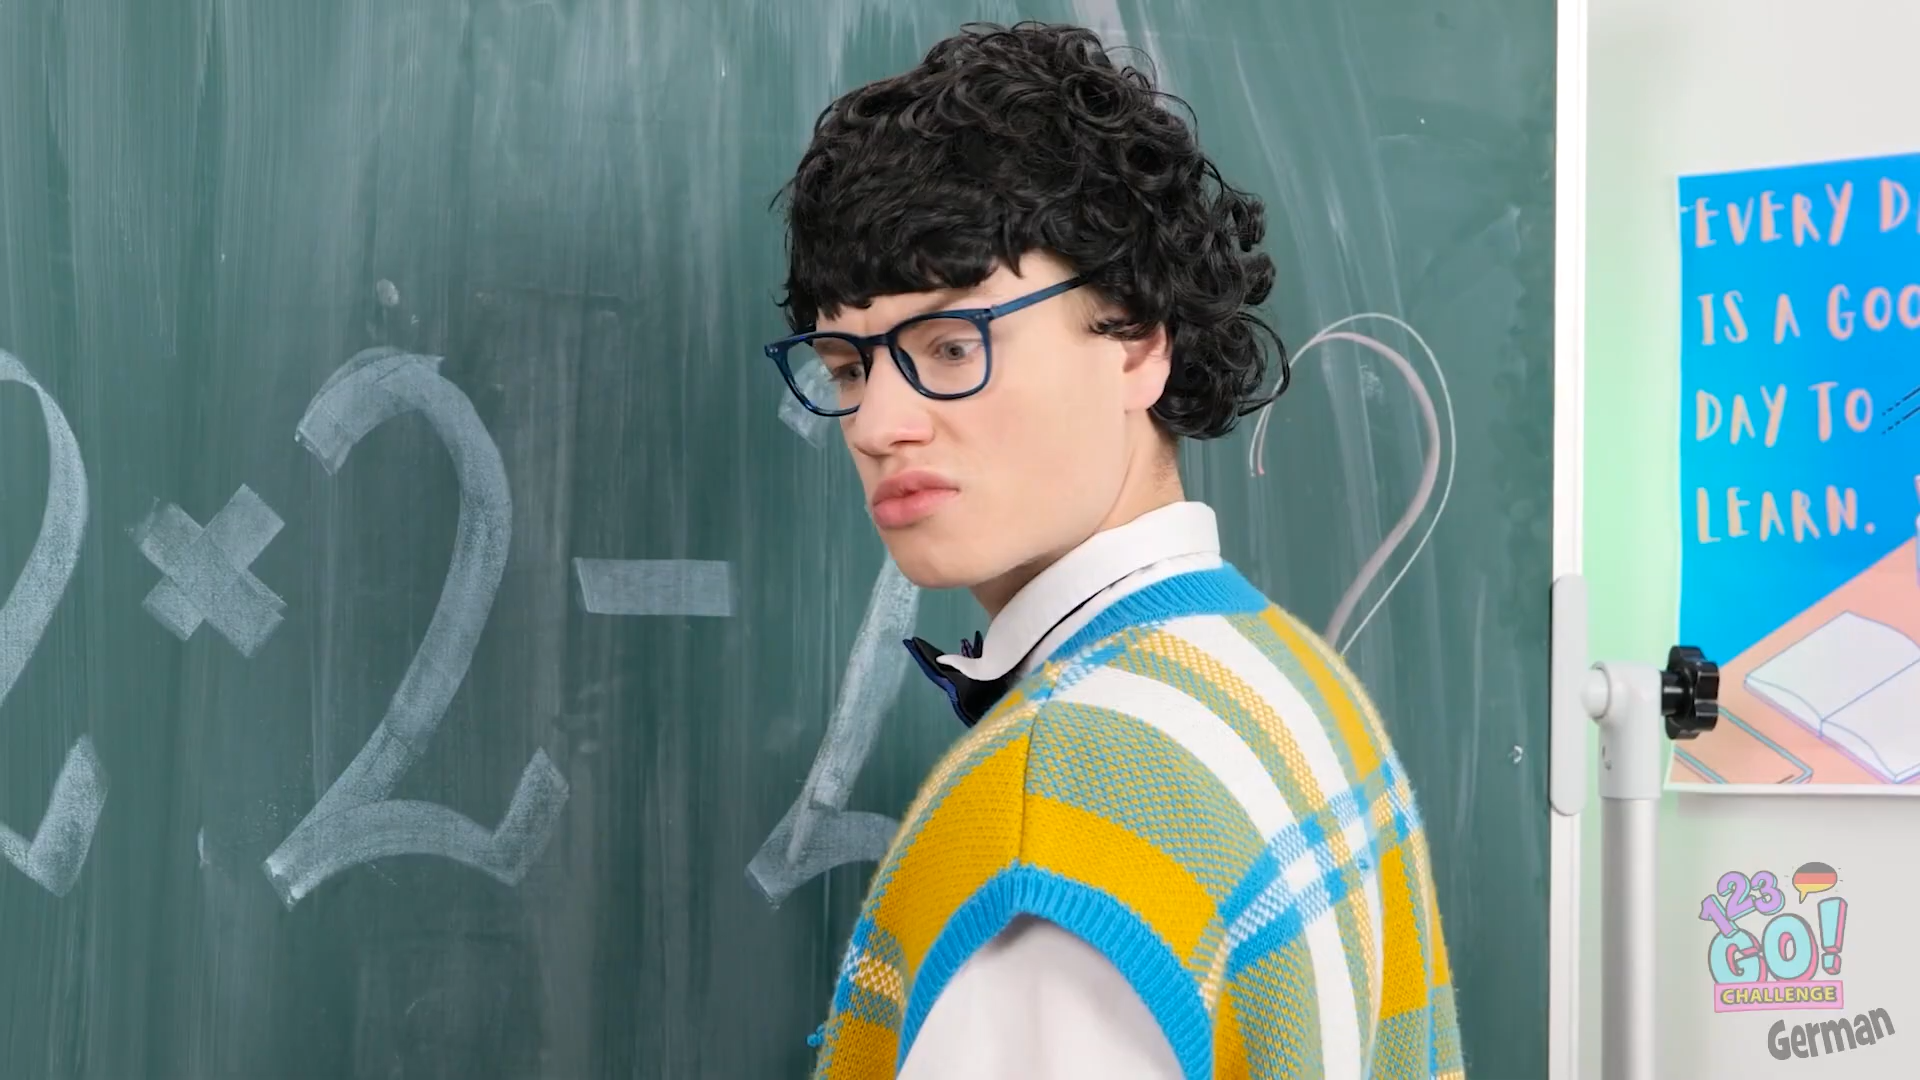 2 × 2 - 2
EVERY D
IS A GOO
DAY TO
LEARN.
123
GO!
CHALLENGE
German